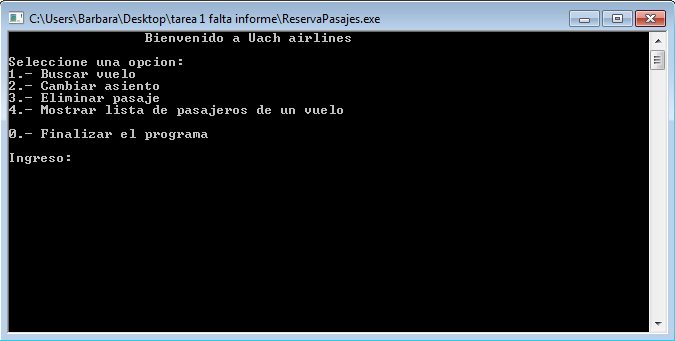 C:\Users\Barbara\Desktop\tarea 1 falta informe\ReservaPasajes.exe
Bienvenido a Uach airlines
Seleccione una opcion:
1.- Buscar vuelo
2.- Cambiar asiento
3.- Eliminar pasaje
4.- Mostrar lista de pasajeros de un vuelo
0.- Finalizar el programa
Ingreso: